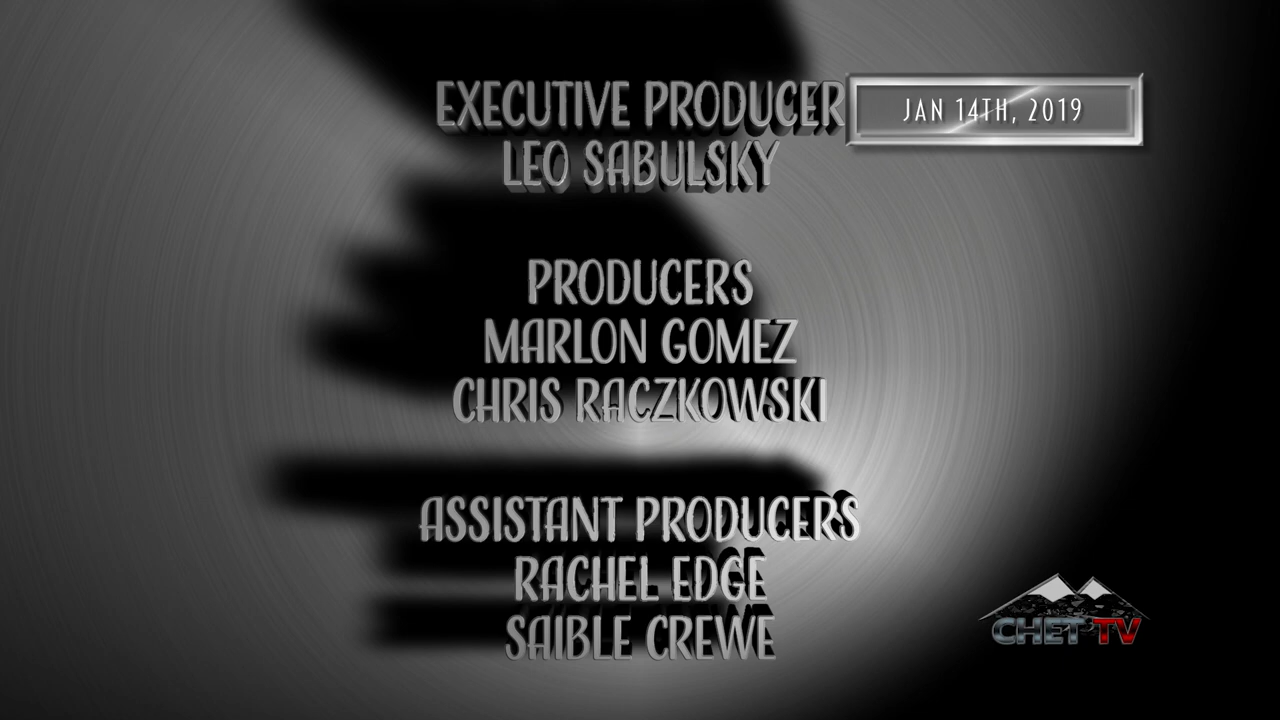 EXECUTIVE PRODUCER
JAN 14TH, 2019
LEO SABULSKY
PRODUCERS
MARLON GOMEZ
CHRIS RACZKOWSKI
ASSISTANT PRODUCERS
RACHEL EDGE
SAIBLE CREWE
CHET TV